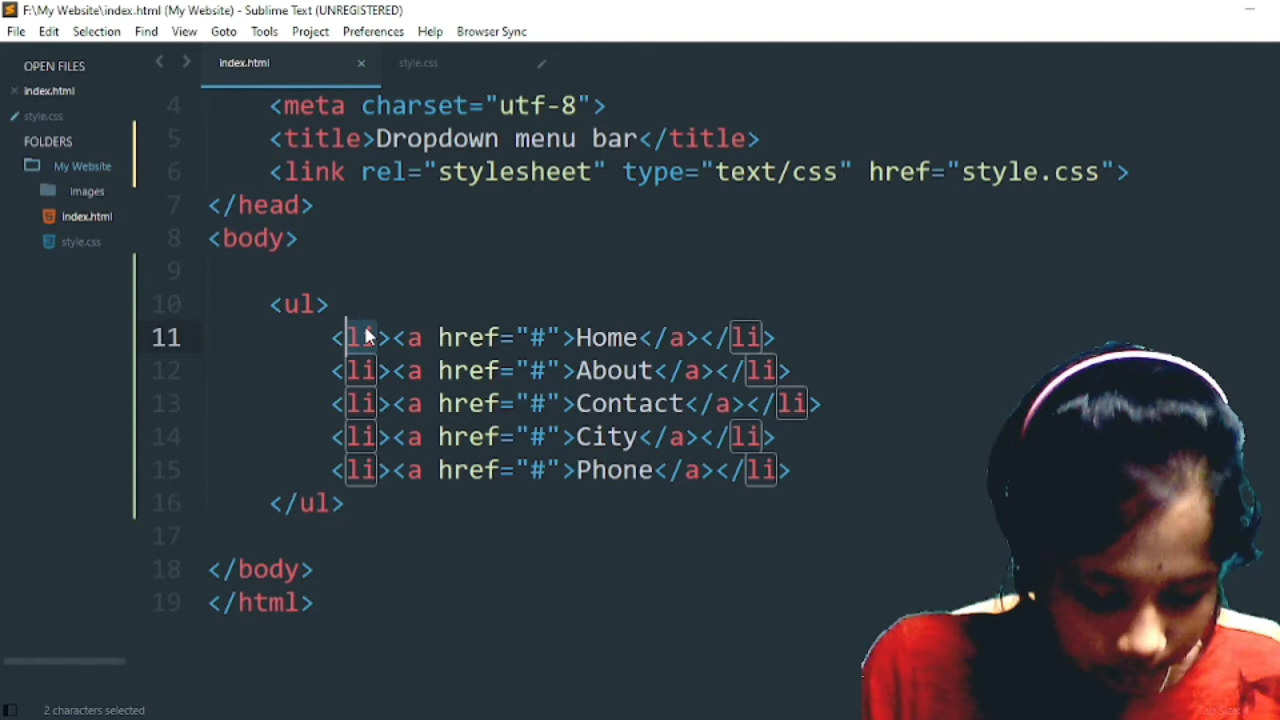 F:\My Website\index.html (My Website) - Sublime Text (UNREGISTERED)
File Edit Selection Find View Goto Tools Project Preferences Help Browser Sync
OPEN FILES
index.html
style.css
FOLDERS
My Website
images
index.html
style.css
index.html style.css
4 <meta charset="utf-8">
5 <title>Dropdown menu bar</title>
6 <link rel="stylesheet" type="text/css" href="style.css">
7 </head>
8 <body>
9
10 <ul>
11 <li><a href="#">Home</a></li>
12 <li><a href="#">About</a></li>
13 <li><a href="#">Contact</a></li>
14 <li><a href="#">City</a></li>
15 <li><a href="#">Phone</a></li>
16 </ul>
17
18 </body>
19 </html>
2 characters selected